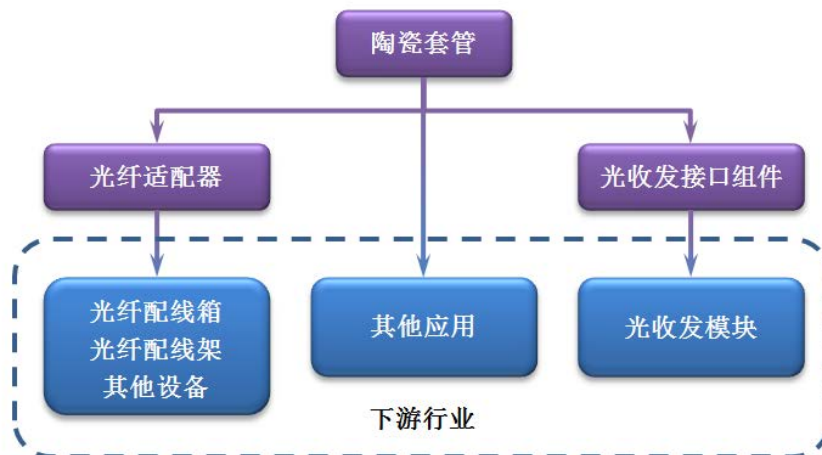 陶瓷套管
光纤适配器
光收发接口组件
光纤配线箱
光纤配线架
其他设备
其他应用
光收发模块
下游行业